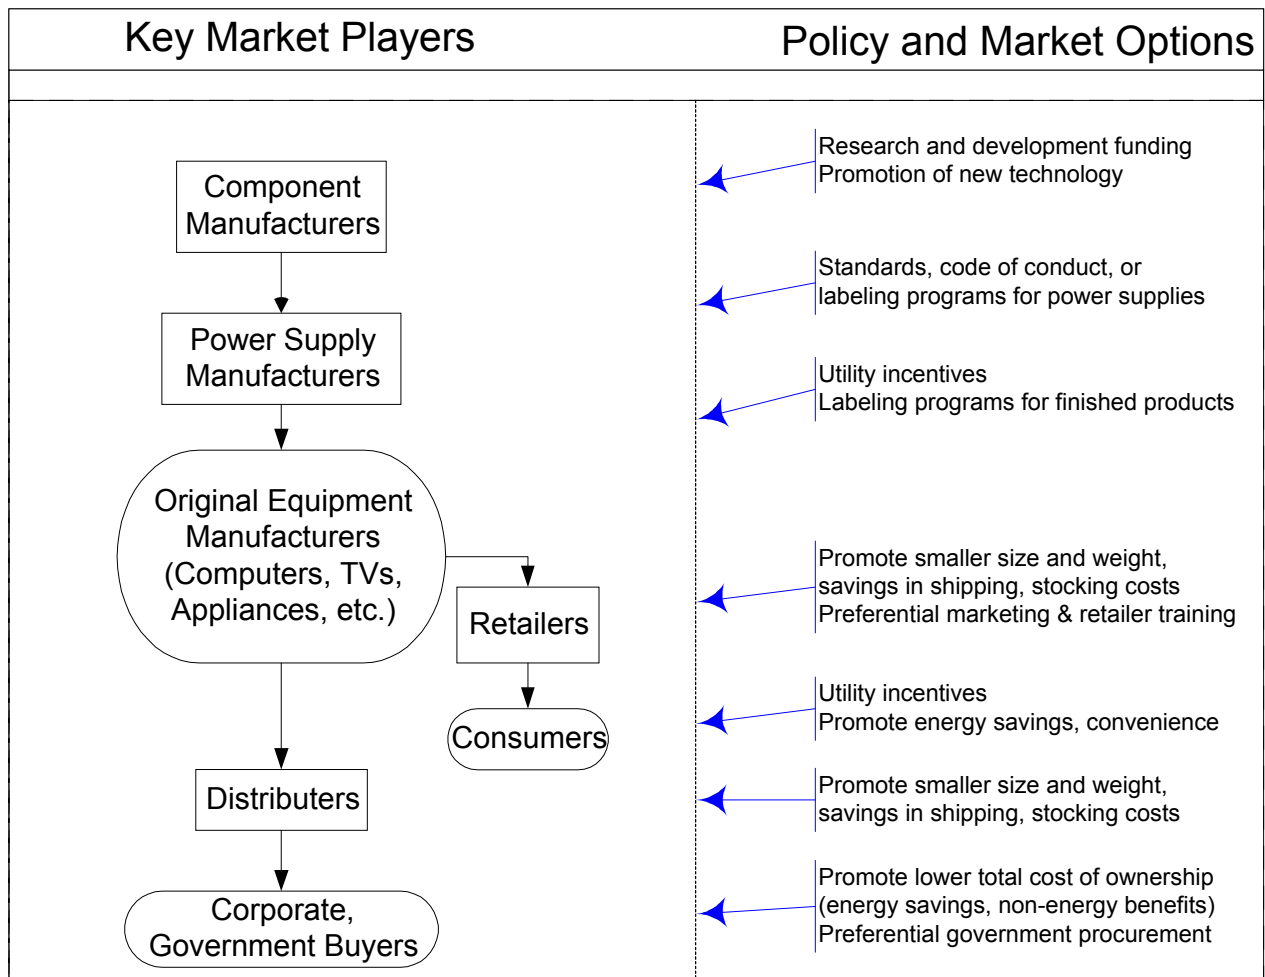 Key Market Players
Policy and Market Options
Component
Manufacturers
Power Supply
Manufacturers
Original Equipment
Manufacturers
(Computers, TVs,
Appliances, etc.)
Retailers
Consumers
Distributers
Corporate,
Government Buyers
Research and development funding
Promotion of new technology
Standards, code of conduct, or
labeling programs for power supplies
Utility incentives
Labeling programs for finished products
Promote smaller size and weight,
savings in shipping, stocking costs
Preferential marketing & retailer training
Utility incentives
Promote energy savings, convenience
Promote smaller size and weight,
savings in shipping, stocking costs
Promote lower total cost of ownership
(energy savings, non-energy benefits)
Preferential government procurement